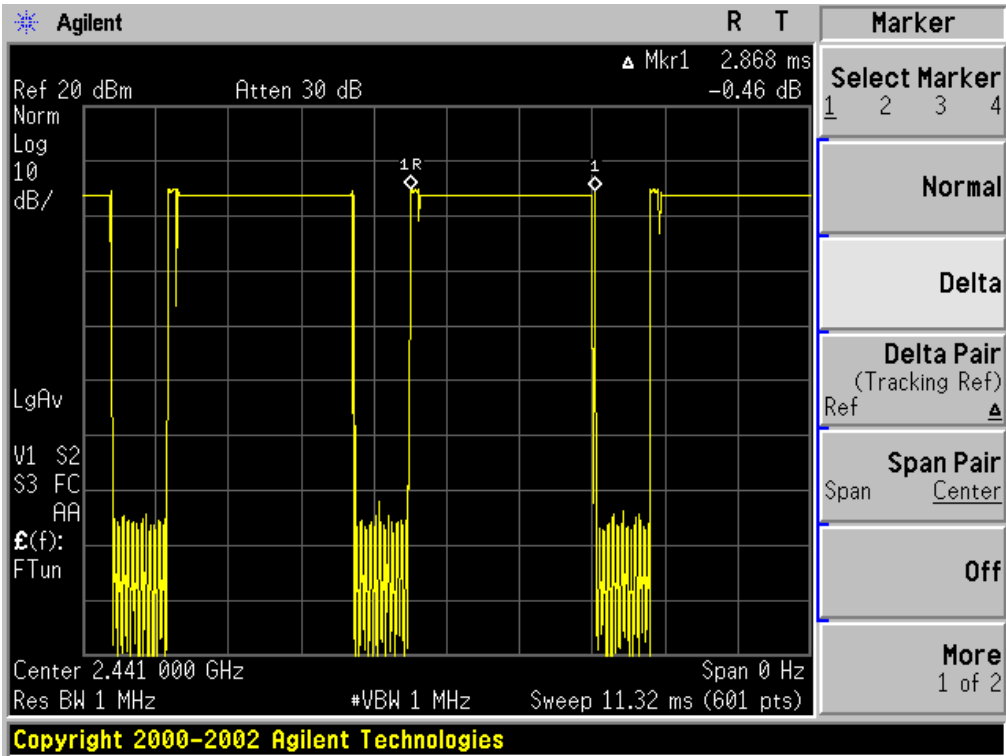 Agilent R T
Δ Mkr1 2.868 ms
Ref 20 dBm Atten 30 dB -0.46 dB
Norm
Log
10
dB/
1R
1
LgAv
V1 S2
S3 FC
AA
£(f):
FTun
Center 2.441 000 GHz Span 0 Hz
Res BW 1 MHz #VBW 1 MHz Sweep 11.32 ms (601 pts)
Copyright 2000-2002 Agilent Technologies
Marker
Select Marker
1 2 3 4
Normal
Delta
Delta Pair
(Tracking Ref)
Ref Δ
Span Pair
Span Center
Off
More
1 of 2